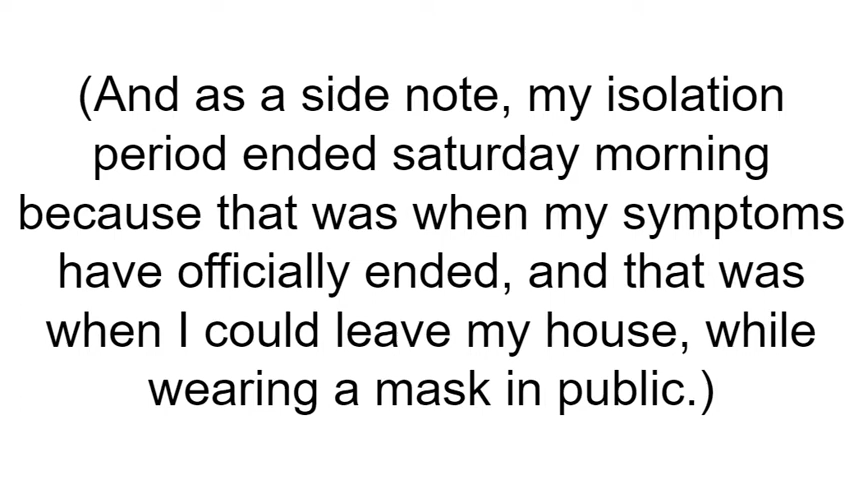 (And as a side note, my isolation
period ended saturday morning
because that was when my symptoms
have officially ended, and that was
when I could leave my house, while
wearing a mask in public.)